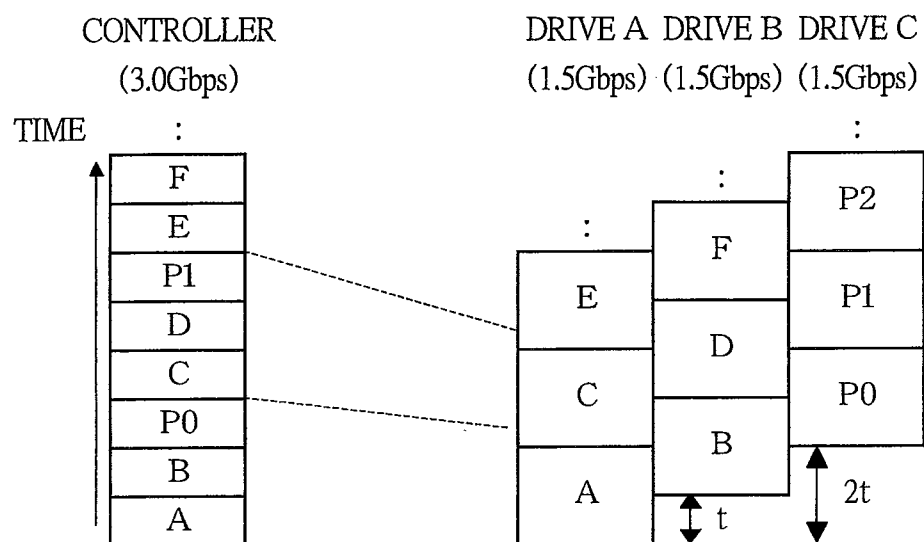 CONTROLLER
(3.0Gbps)
DRIVE A DRIVE B DRIVE C
(1.5Gbps) (1.5Gbps) (1.5Gbps)
TIME
:
F
E
P1
D
C
P0
B
A
:
E
C
A
:
F
D
B
t
:
P2
P1
P0
2t